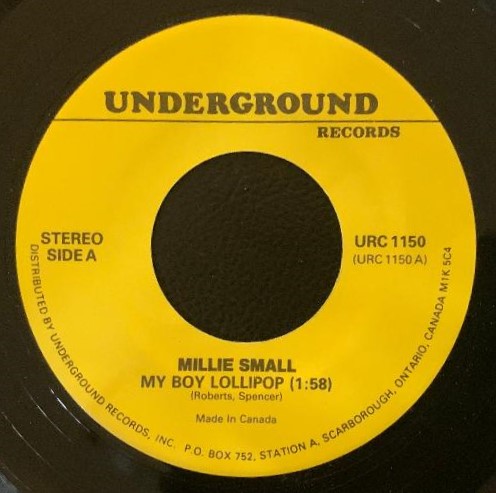 UNDERGROUND
RECORDS
STEREO
SIDE A
URC 1150
(URC 1150 A)
MILLIE SMALL
MY BOY LOLLIPOP (1:58)
(Roberts, Spencer)
Made In Canada
DISTRIBUTED BY UNDERGROUND RECORDS, INC. P.O. BOX 752, STATION A, SCARBOROUGH, ONTARIO, CANADA M1K 5C4